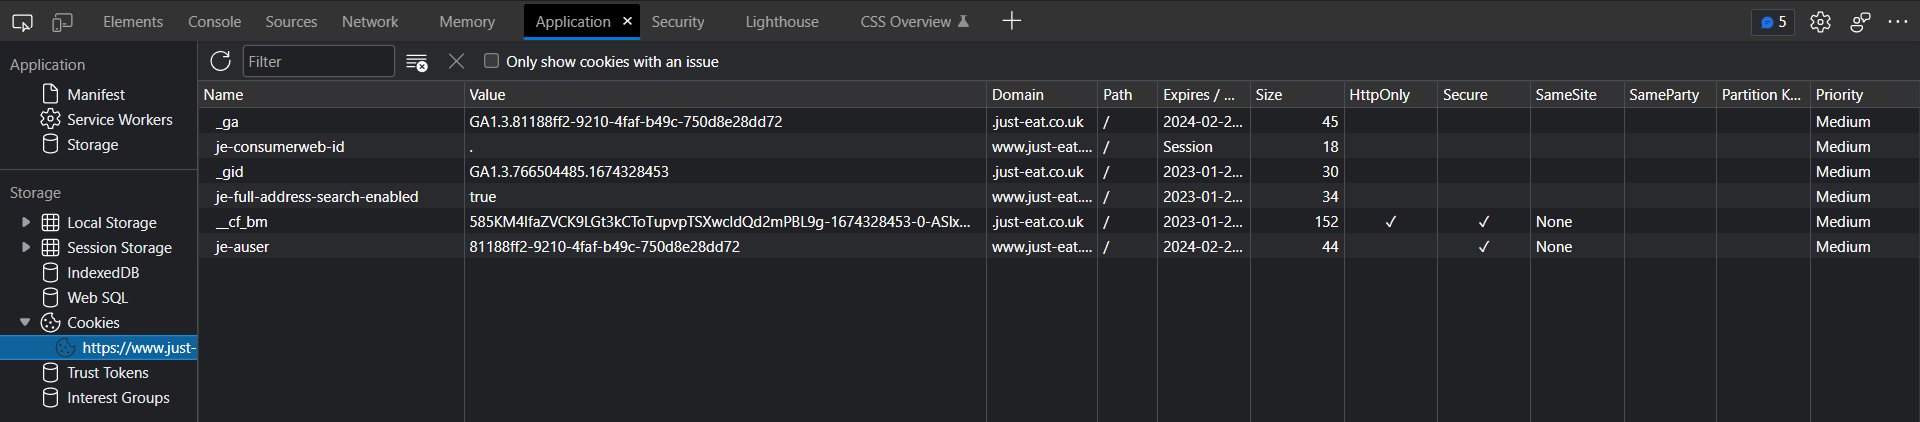 Elements Console Sources Network Memory Application × Security Lighthouse CSS Overview 5
Application
Manifest
Service Workers
Storage
Storage
Local Storage
Session Storage
IndexedDB
Web SQL
Cookies
https://www.just-
Trust Tokens
Interest Groups
Filter Only show cookies with an issue
Name Value Domain Path Expires / ... Size HttpOnly Secure SameSite SameParty Partition K... Priority
_ga GA1.3.81188ff2-9210-4faf-b49c-750d8e28dd72 .just-eat.co.uk / 2024-02-2... 45 Medium
je-consumerweb-id . www.just-eat.... / Session 18 Medium
_gid GA1.3.766504485.1674328453 .just-eat.co.uk / 2023-01-2... 30 Medium
je-full-address-search-enabled true www.just-eat.... / 2023-01-2... 34 Medium
__cf_bm 585KM4lfaZVCK9LGt3kCToTupvpTSXwcldQd2mPBL9g-1674328453-0-ASlx... .just-eat.co.uk / 2023-01-2... 152 ✓ ✓ None Medium
je-auser 81188ff2-9210-4faf-b49c-750d8e28dd72 www.just-eat.... / 2024-02-2... 44 ✓ None Medium